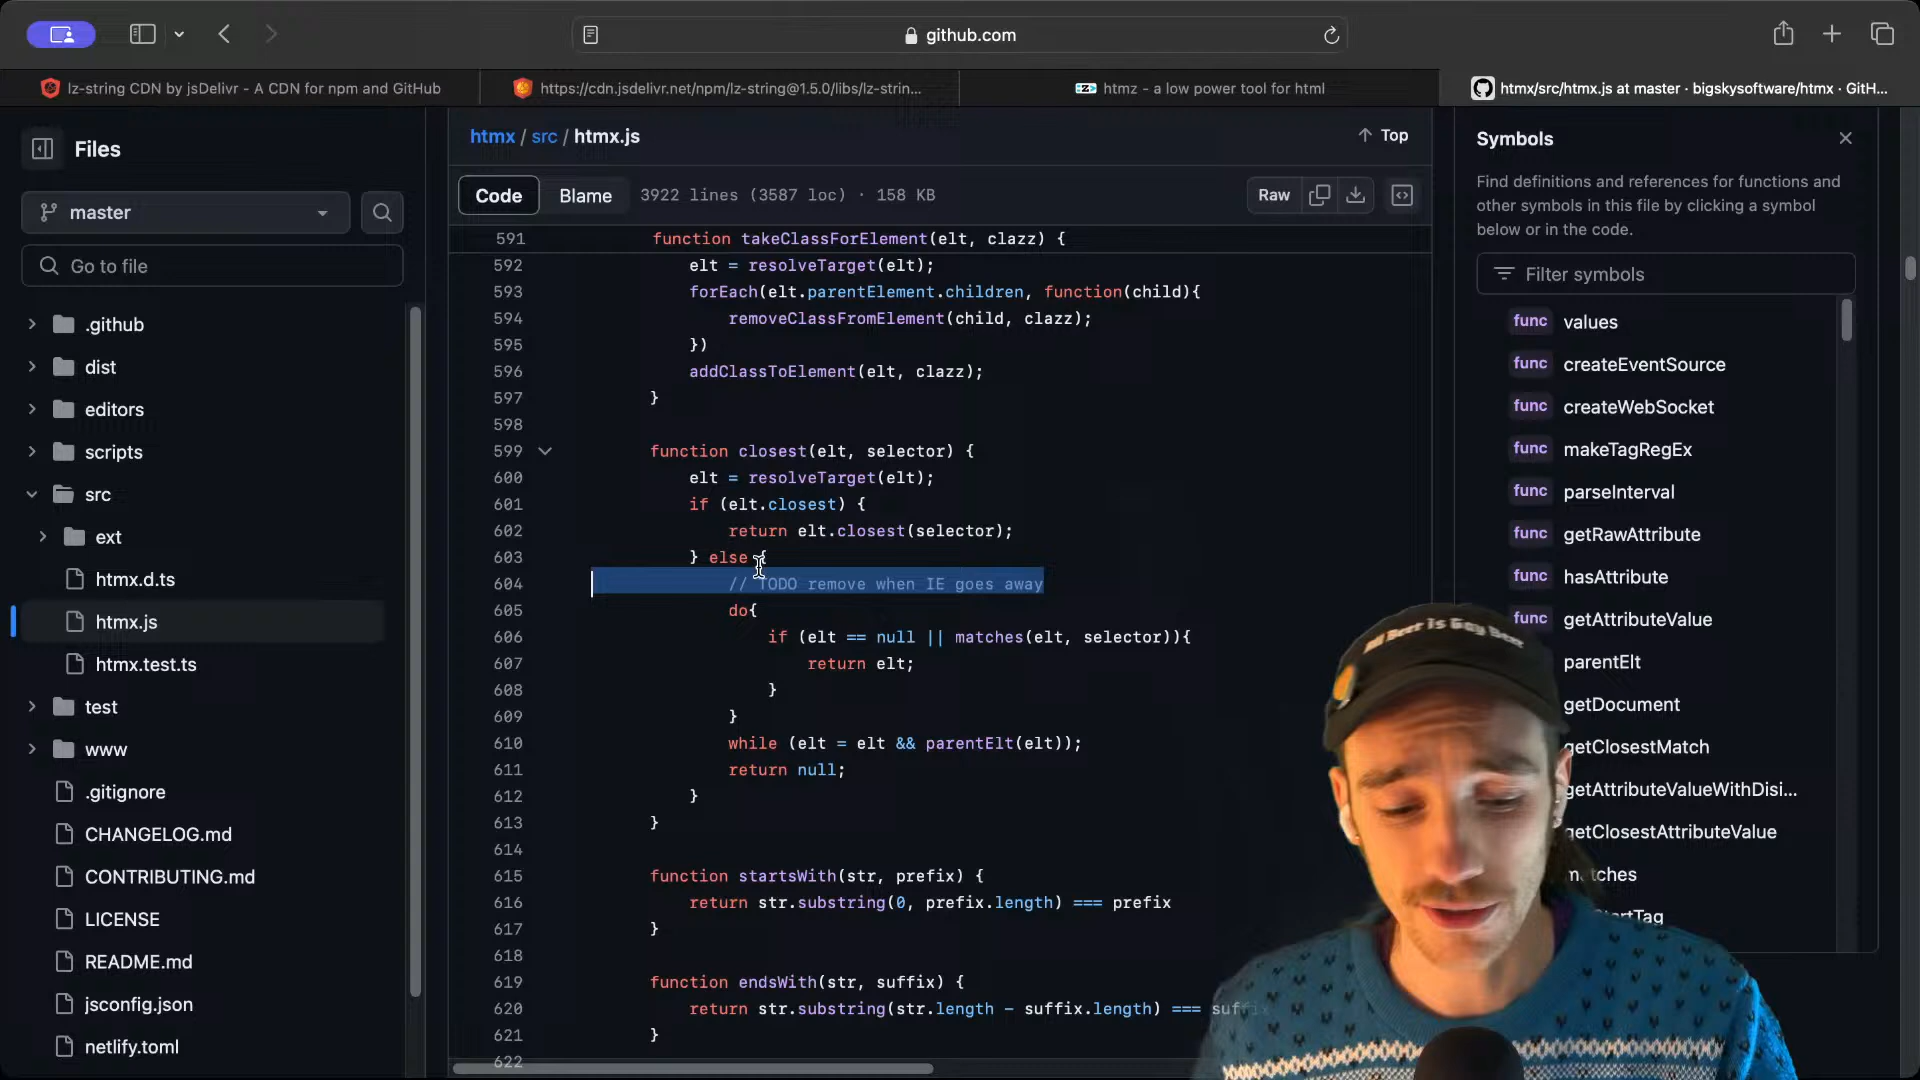 github.com
lz-string CDN by jsDelivr - A CDN for npm and GitHub
https://cdn.jsdelivr.net/npm/lz-string@1.5.0/libs/lz-strin...
htmz - a low power tool for html
htmx/src/htmx.js at master · bigskysoftware/htmx · GitH...
Files
master
Go to file
.github
dist
editors
scripts
src
ext
htmx.d.ts
htmx.js
htmx.test.ts
test
www
.gitignore
CHANGELOG.md
CONTRIBUTING.md
LICENSE
README.md
jsconfig.json
netlify.toml
htmx / src / htmx.js
Top
Code Blame 3922 lines (3587 loc) · 158 KB
Raw
591 function takeClassForElement(elt, clazz) {
592 elt = resolveTarget(elt);
593 forEach(elt.parentElement.children, function(child){
594 removeClassFromElement(child, clazz);
595 })
596 addClassToElement(elt, clazz);
597 }
598
599 function closest(elt, selector) {
600 elt = resolveTarget(elt);
601 if (elt.closest) {
602 return elt.closest(selector);
603 } else {
604 // TODO remove when IE goes away
605 do{
606 if (elt == null || matches(elt, selector)){
607 return elt;
608 }
609 }
610 while (elt = elt && parentElt(elt));
611 return null;
612 }
613 }
614
615 function startsWith(str, prefix) {
616 return str.substring(0, prefix.length) === prefix
617 }
618
619 function endsWith(str, suffix) {
620 return str.substring(str.length - suffix.length) === suffix
621 }
622
Symbols
Find definitions and references for functions and
other symbols in this file by clicking a symbol
below or in the code.
Filter symbols
func values
func createEventSource
func createWebSocket
func makeTagRegEx
func parseInterval
func getRawAttribute
func hasAttribute
func getAttributeValue
parentElt
getDocument
getClosestMatch
getAttributeValueWithDisi...
getClosestAttributeValue
matches
StartTag
All Beer is Gay Beer